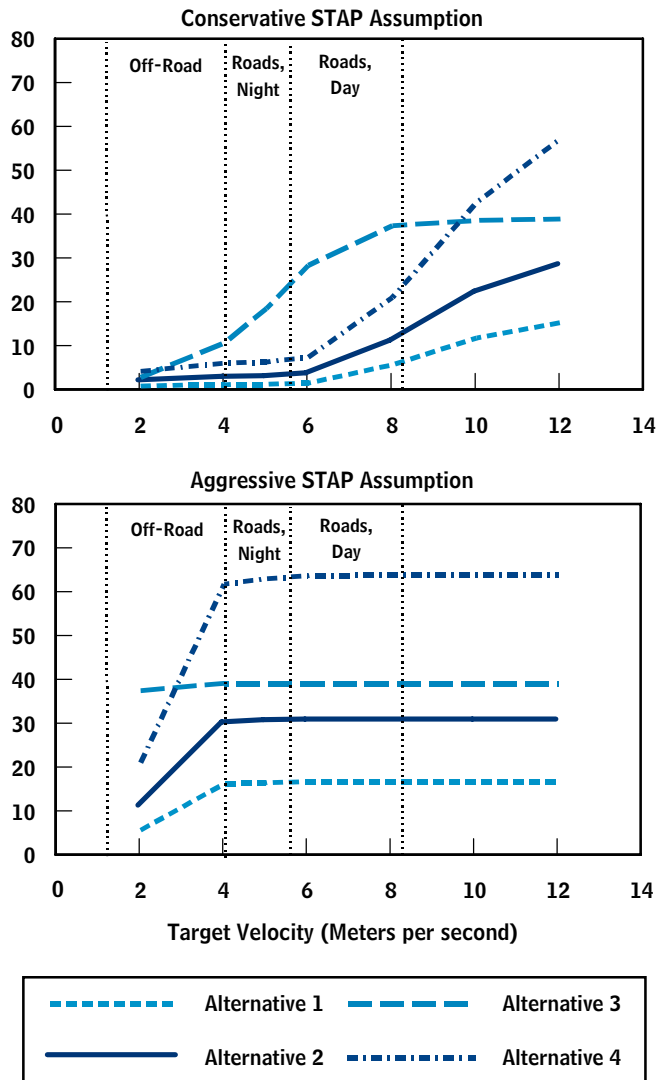 Conservative STAP Assumption
80
70
60
50
40
30
20
10
0
Off-Road
Roads,
Night
Roads,
Day
0 2 4 6 8 10 12 14
Aggressive STAP Assumption
80
70
60
50
40
30
20
10
0
Off-Road
Roads,
Night
Roads,
Day
0 2 4 6 8 10 12 14
Target Velocity (Meters per second)
Alternative 1 Alternative 3
Alternative 2 Alternative 4